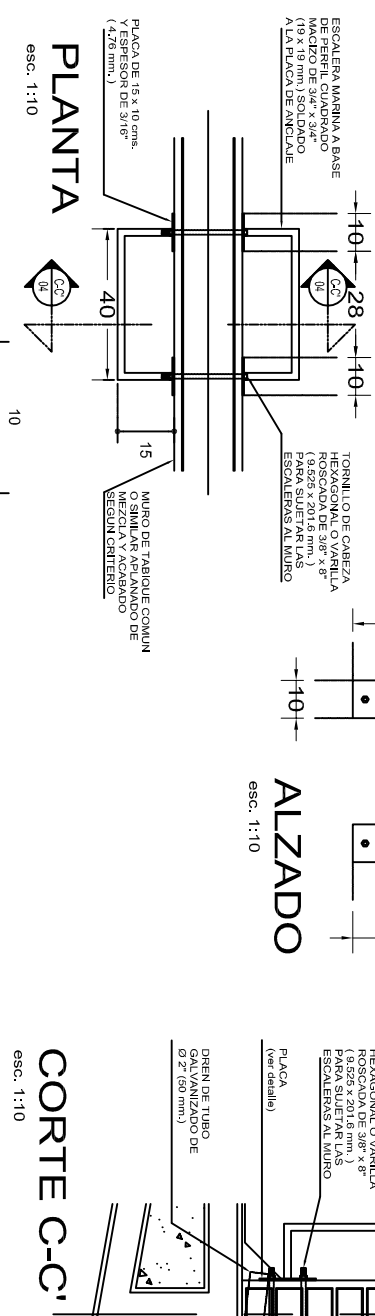 ESCALERA MARINA A BASE
DE PERFIL CUADRADO
MACIZO DE 3/4" x 3/4"
(19 x 19 mm.) SOLDADO
A LA PLACA DE ANCLAJE
10
28
10
C-C'
04
TORNILLO DE CABEZA
HEXAGONAL O VARILLA
ROSCADA DE 3/8" x 8"
( 9.525 x 201.6 mm. )
PARA SUJETAR LAS
ESCALERAS AL MURO
PLACA DE 15 x 10 cms.
Y ESPESOR DE 3/16"
( 4.76 mm. )
40
15
C-C'
04
MURO DE TABIQUE COMUN
O SIMILAR APLANADO DE
MEZCLA Y ACABADO
SEGUN CRITERIO
PLANTA
esc. 1:10
10
10
ALZADO
esc. 1:10
HEXAGONAL O VARILLA
ROSCADA DE 3/8" x 8"
( 9.525 x 201.6 mm. )
PARA SUJETAR LAS
ESCALERAS AL MURO
PLACA
(ver detalle)
DREN DE TUBO
GALVANIZADO DE
Ø 2" (50 mm.)
CORTE C-C'
esc. 1:10